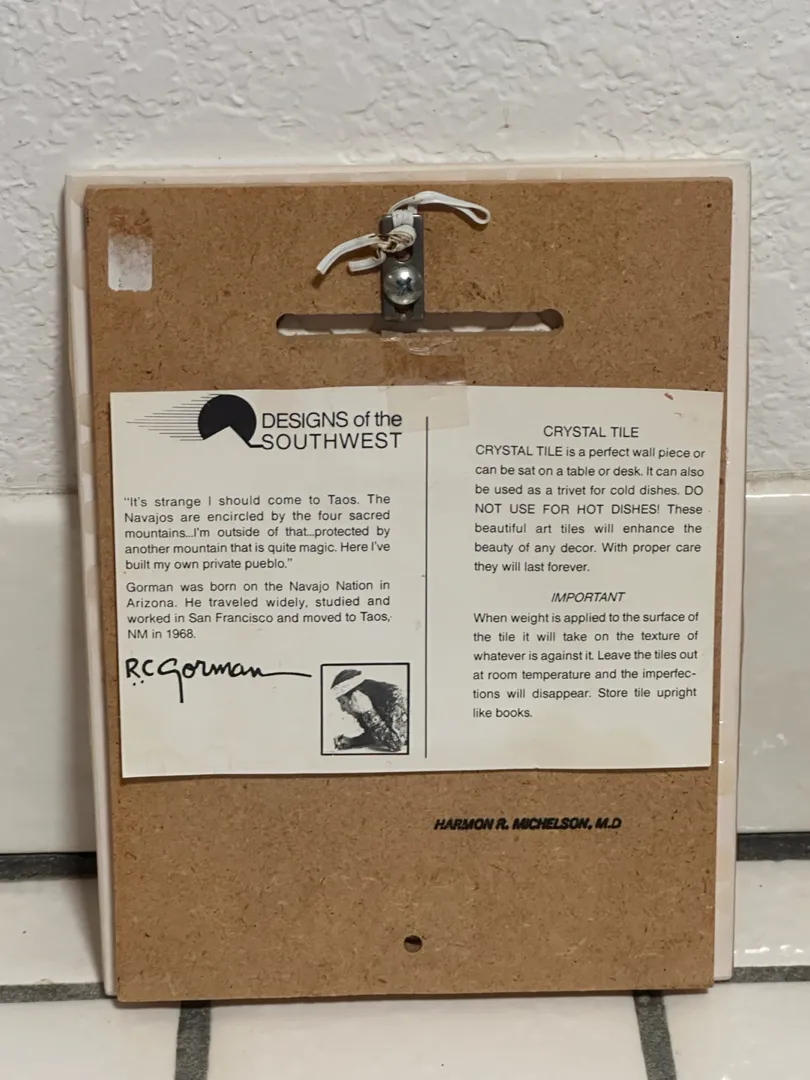 DESIGNS of the
SOUTHWEST
"It's strange I should come to Taos. The
Navajos are encircled by the four sacred
mountains...I'm outside of that...protected by
another mountain that is quite magic. Here I've
built my own private pueblo."
Gorman was born on the Navajo Nation in
Arizona. He traveled widely, studied and
worked in San Francisco and moved to Taos,
NM in 1968.
R.C. Gorman
CRYSTAL TILE
CRYSTAL TILE is a perfect wall piece or
can be sat on a table or desk. It can also
be used as a trivet for cold dishes. DO
NOT USE FOR HOT DISHES! These
beautiful art tiles will enhance the
beauty of any decor. With proper care
they will last forever.
IMPORTANT
When weight is applied to the surface of
the tile it will take on the texture of
whatever is against it. Leave the tiles out
at room temperature and the imperfec-
tions will disappear. Store tile upright
like books.
HARMON R. MICHELSON, M.D